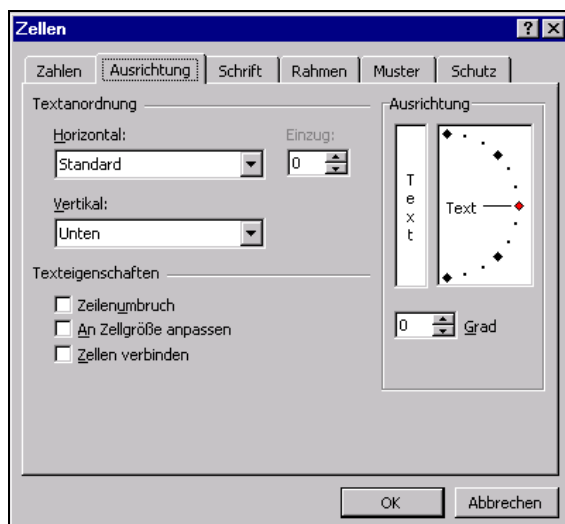 Zellen
Zahlen Ausrichtung Schrift Rahmen Muster Schutz
Textanordnung
Horizontal: Einzug:
Standard 0
Vertikal:
Unten
Texteigenschaften
Zeilenumbruch
An Zellgröße anpassen
Zellen verbinden
Ausrichtung
T
e
x
t
Text
0 Grad
OK Abbrechen